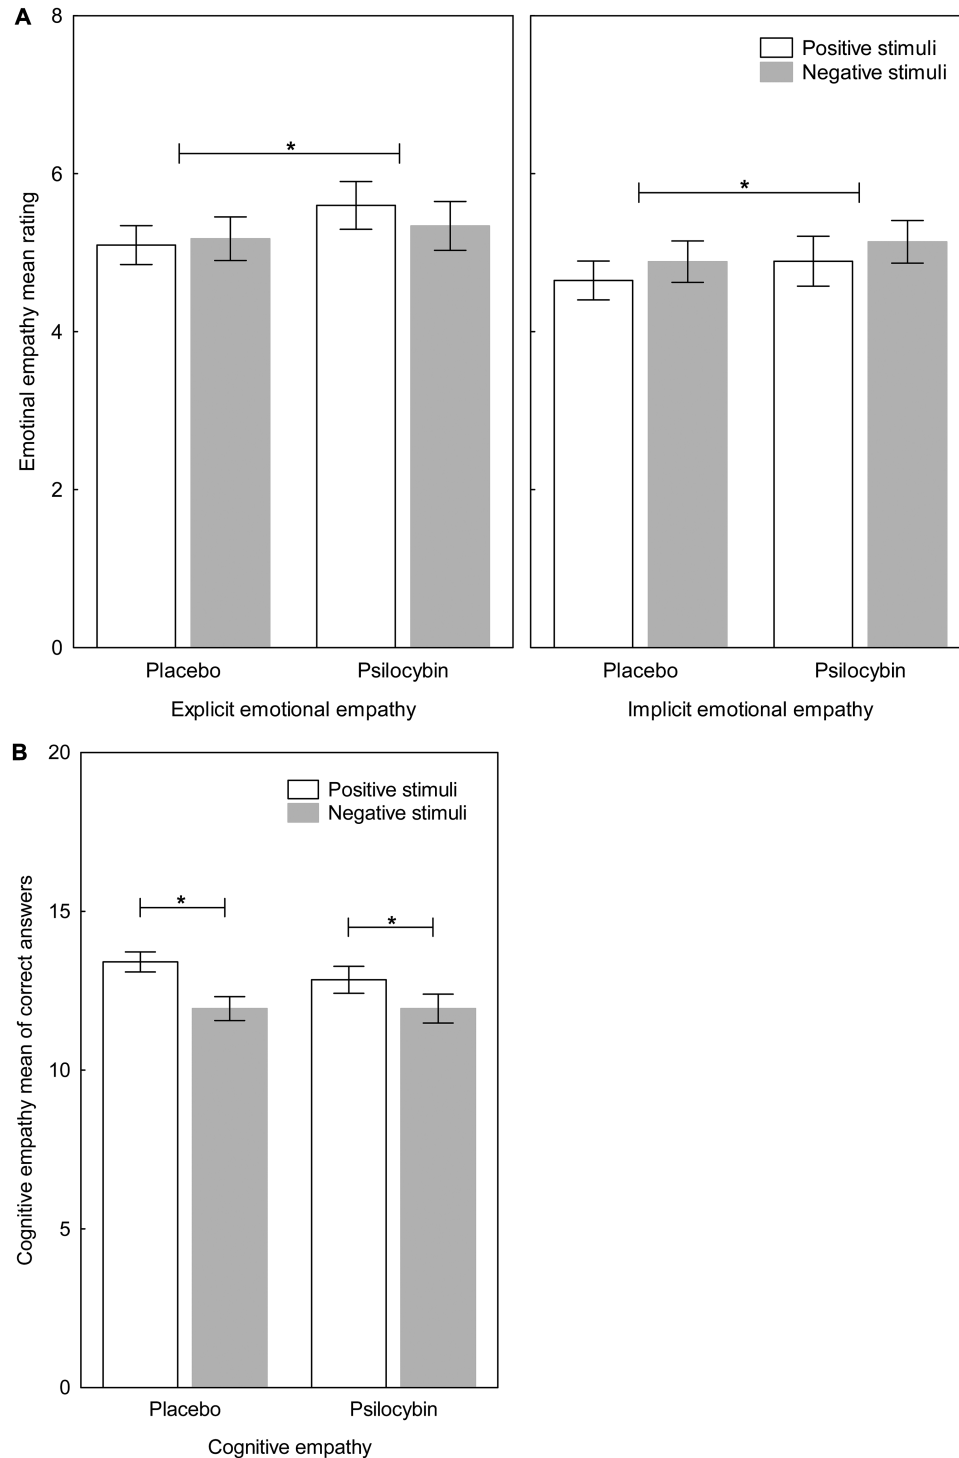 A
8
6
4
2
0
Emotinal empathy mean rating
*
Placebo
Psilocybin
Explicit emotional empathy
Positive stimuli
Negative stimuli
*
Placebo
Psilocybin
Implicit emotional empathy
B
20
15
10
5
0
Cognitive empathy mean of correct answers
Positive stimuli
Negative stimuli
*
*
Placebo
Psilocybin
Cognitive empathy